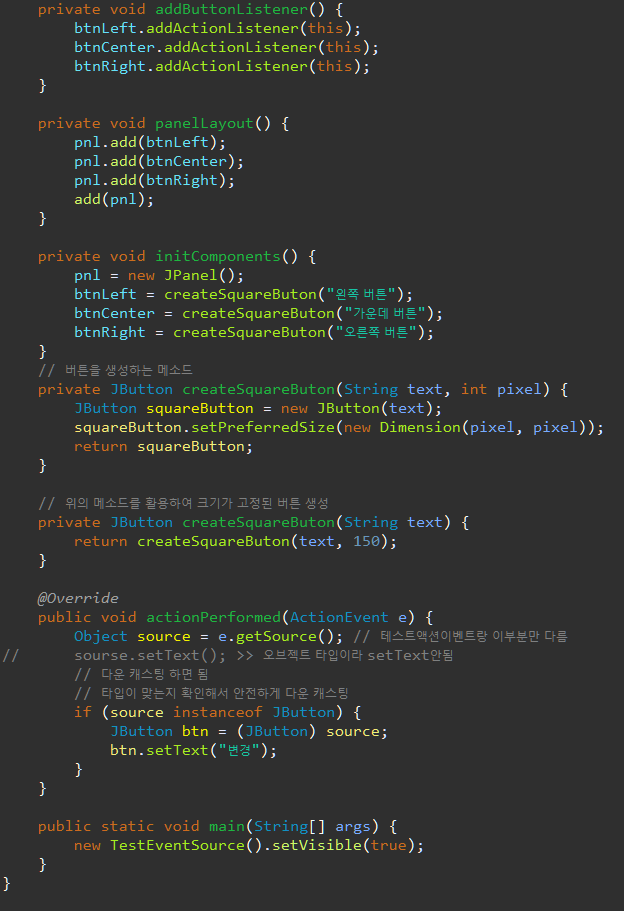 private void addButtonListener() {
btnLeft.addActionListener(this);
btnCenter.addActionListener(this);
btnRight.addActionListener(this);
}
private void panelLayout() {
pnl.add(btnLeft);
pnl.add(btnCenter);
pnl.add(btnRight);
add(pnl);
}
private void initComponents() {
pnl = new JPanel();
btnLeft = createSquareButon("왼쪽 버튼");
btnCenter = createSquareButon("가운데 버튼");
btnRight = createSquareButon("오른쪽 버튼");
}
// 버튼을 생성하는 메소드
private JButton createSquareButon(String text, int pixel) {
JButton squareButton = new JButton(text);
squareButton.setPreferredSize(new Dimension(pixel, pixel));
return squareButton;
}
// 위의 메소드를 활용하여 크기가 고정된 버튼 생성
private JButton createSquareButon(String text) {
return createSquareButon(text, 150);
}
@Override
public void actionPerformed(ActionEvent e) {
Object source = e.getSource(); // 테스트액션이벤트랑 이부분만 다름
// sourse.setText(); >> 오브젝트 타입이라 setText안됨
// 다운 캐스팅 하면 됨
// 타입이 맞는지 확인해서 안전하게 다운 캐스팅
if (source instanceof JButton) {
JButton btn = (JButton) source;
btn.setText("변경");
}
}
public static void main(String[] args) {
new TestEventSource().setVisible(true);
}
}